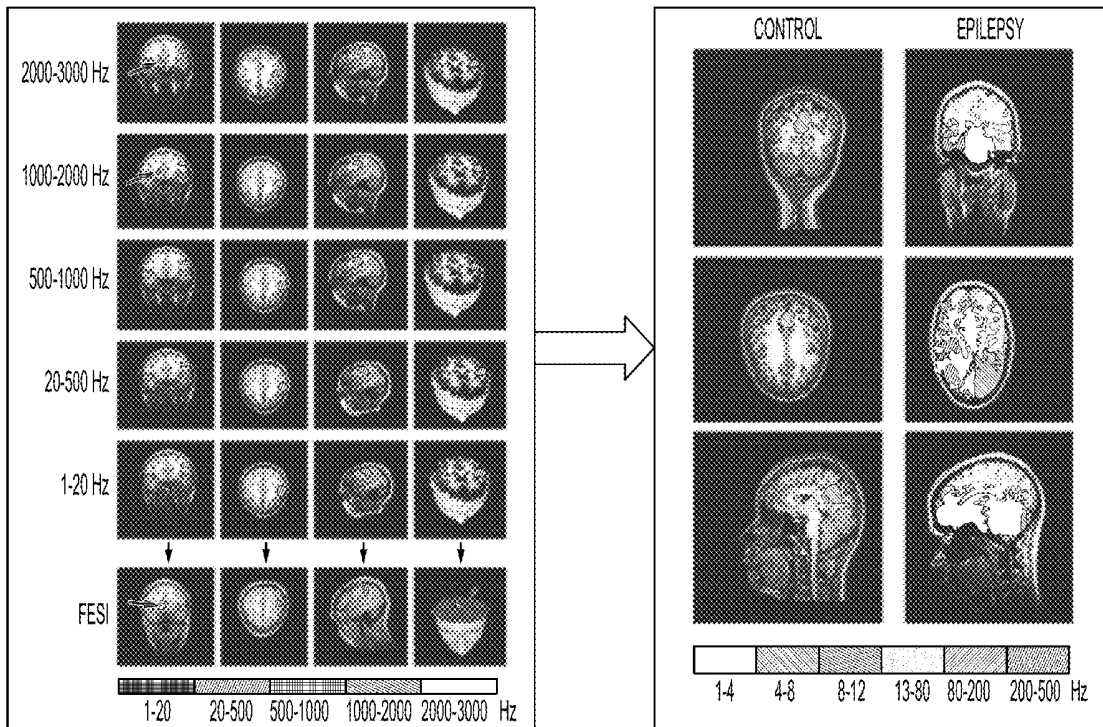 2000-3000 Hz
1000-2000 Hz
500-1000 Hz
20-500 Hz
1-20 Hz
FESI
1-20 20-500 500-1000 1000-2000 2000-3000 Hz
CONTROL EPILEPSY
1-4 4-8 8-12 13-80 80-200 200-500 Hz